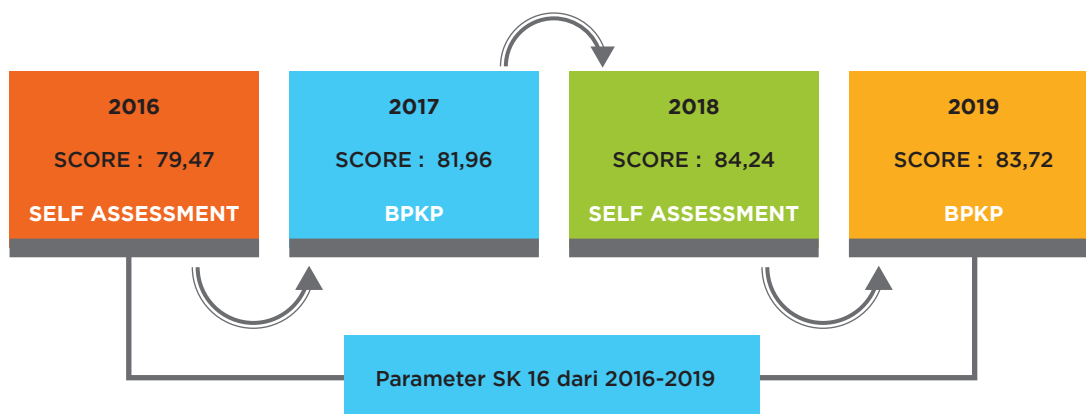 2016
SCORE : 79,47
SELF ASSESSMENT
2017
SCORE : 81,96
BPKP
2018
SCORE : 84,24
SELF ASSESSMENT
2019
SCORE : 83,72
BPKP
Parameter SK 16 dari 2016-2019